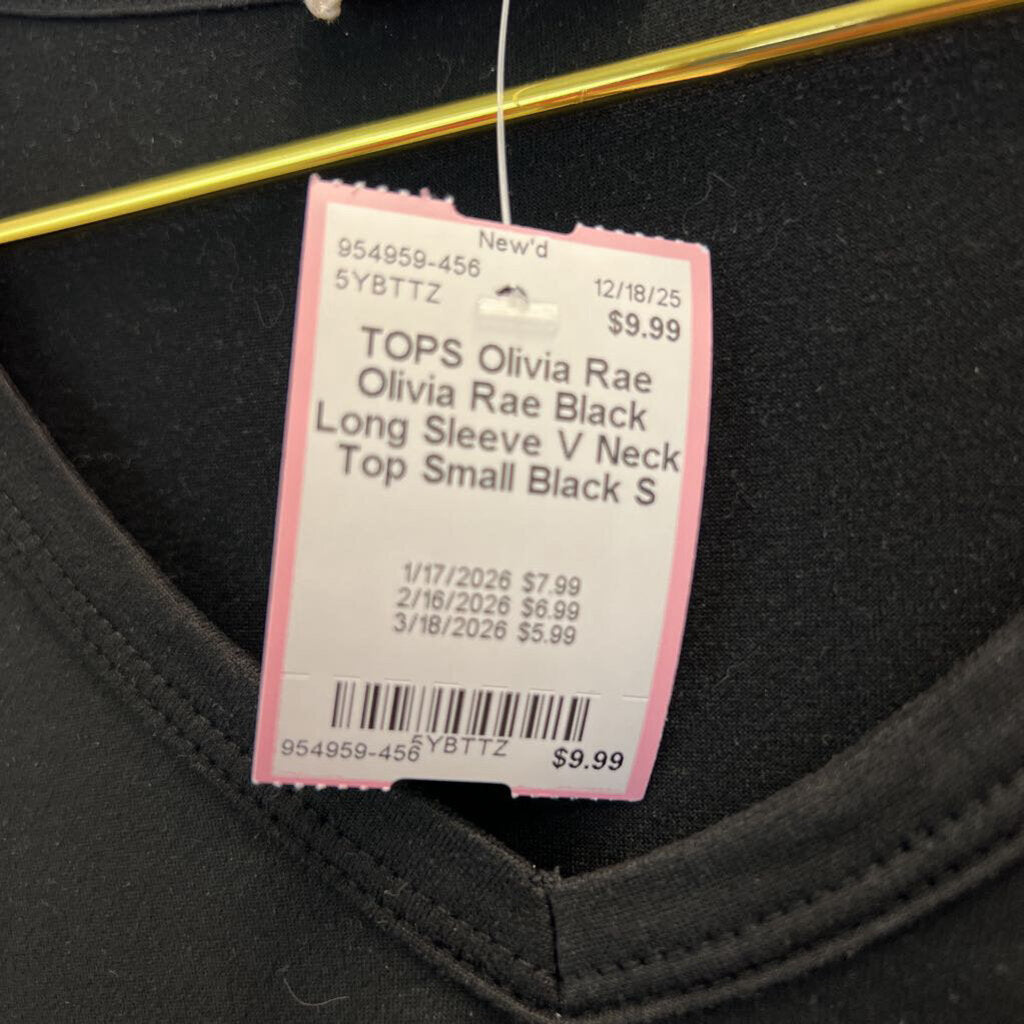 New'd
954959-456
5YBTTZ
12/18/25
$9.99
TOPS Olivia Rae
Olivia Rae Black
Long Sleeve V Neck
Top Small Black S
1/17/2026 $7.99
2/16/2026 $6.99
3/18/2026 $5.99
954959-456
5YBTTZ
$9.99